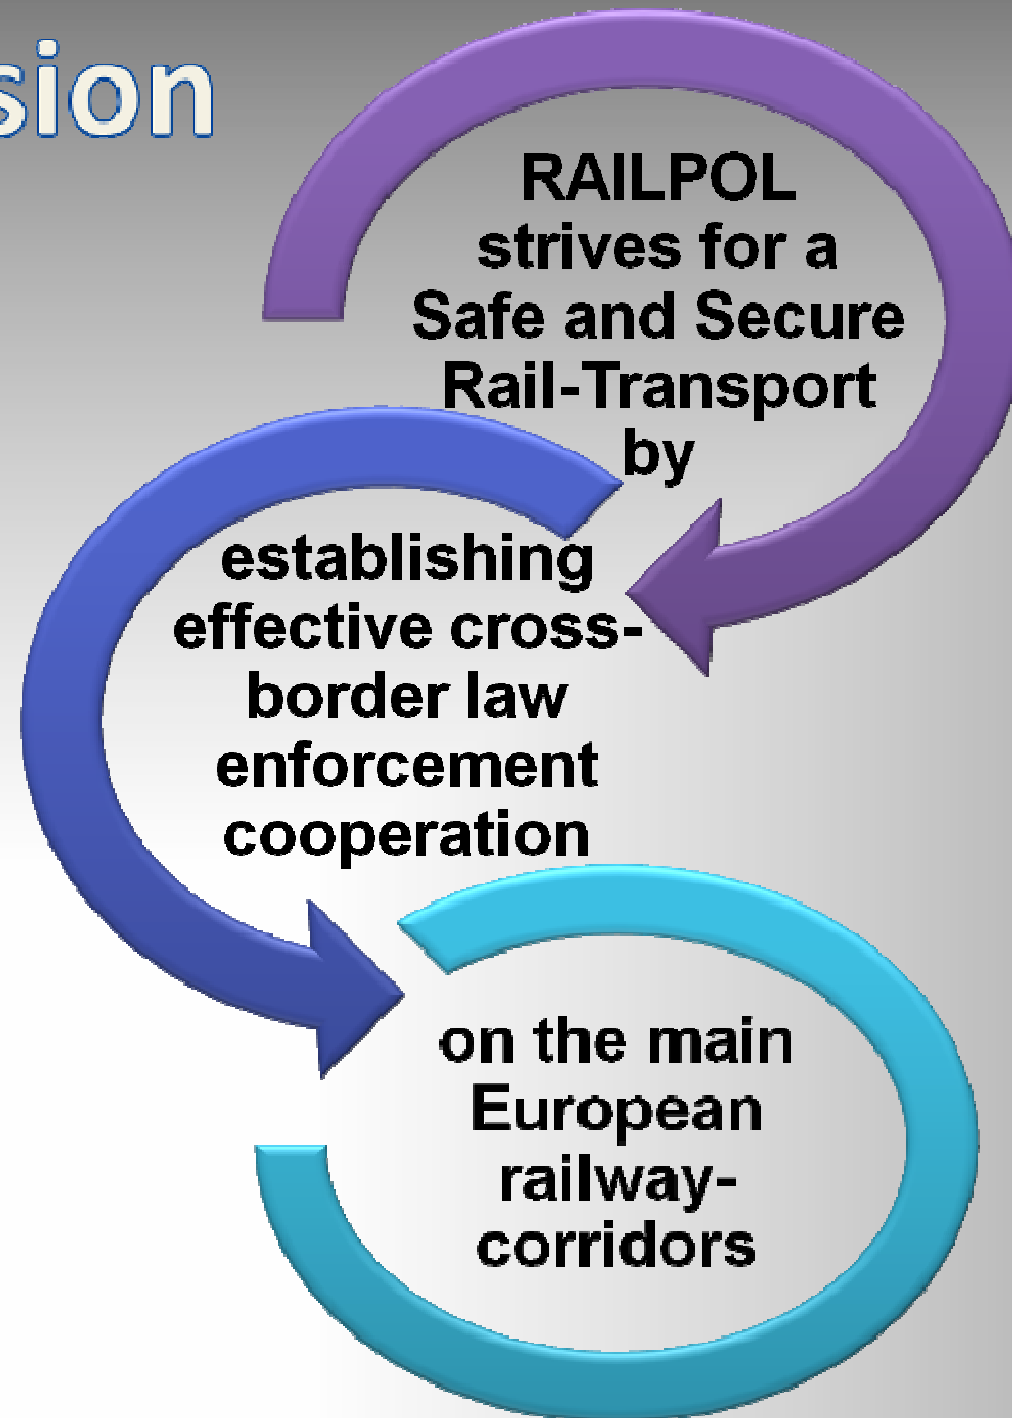 sion
RAILPOL
strives for a
Safe and Secure
Rail-Transport
by
establishing
effective cross-
border law
enforcement
cooperation
on the main
European
railway-
corridors